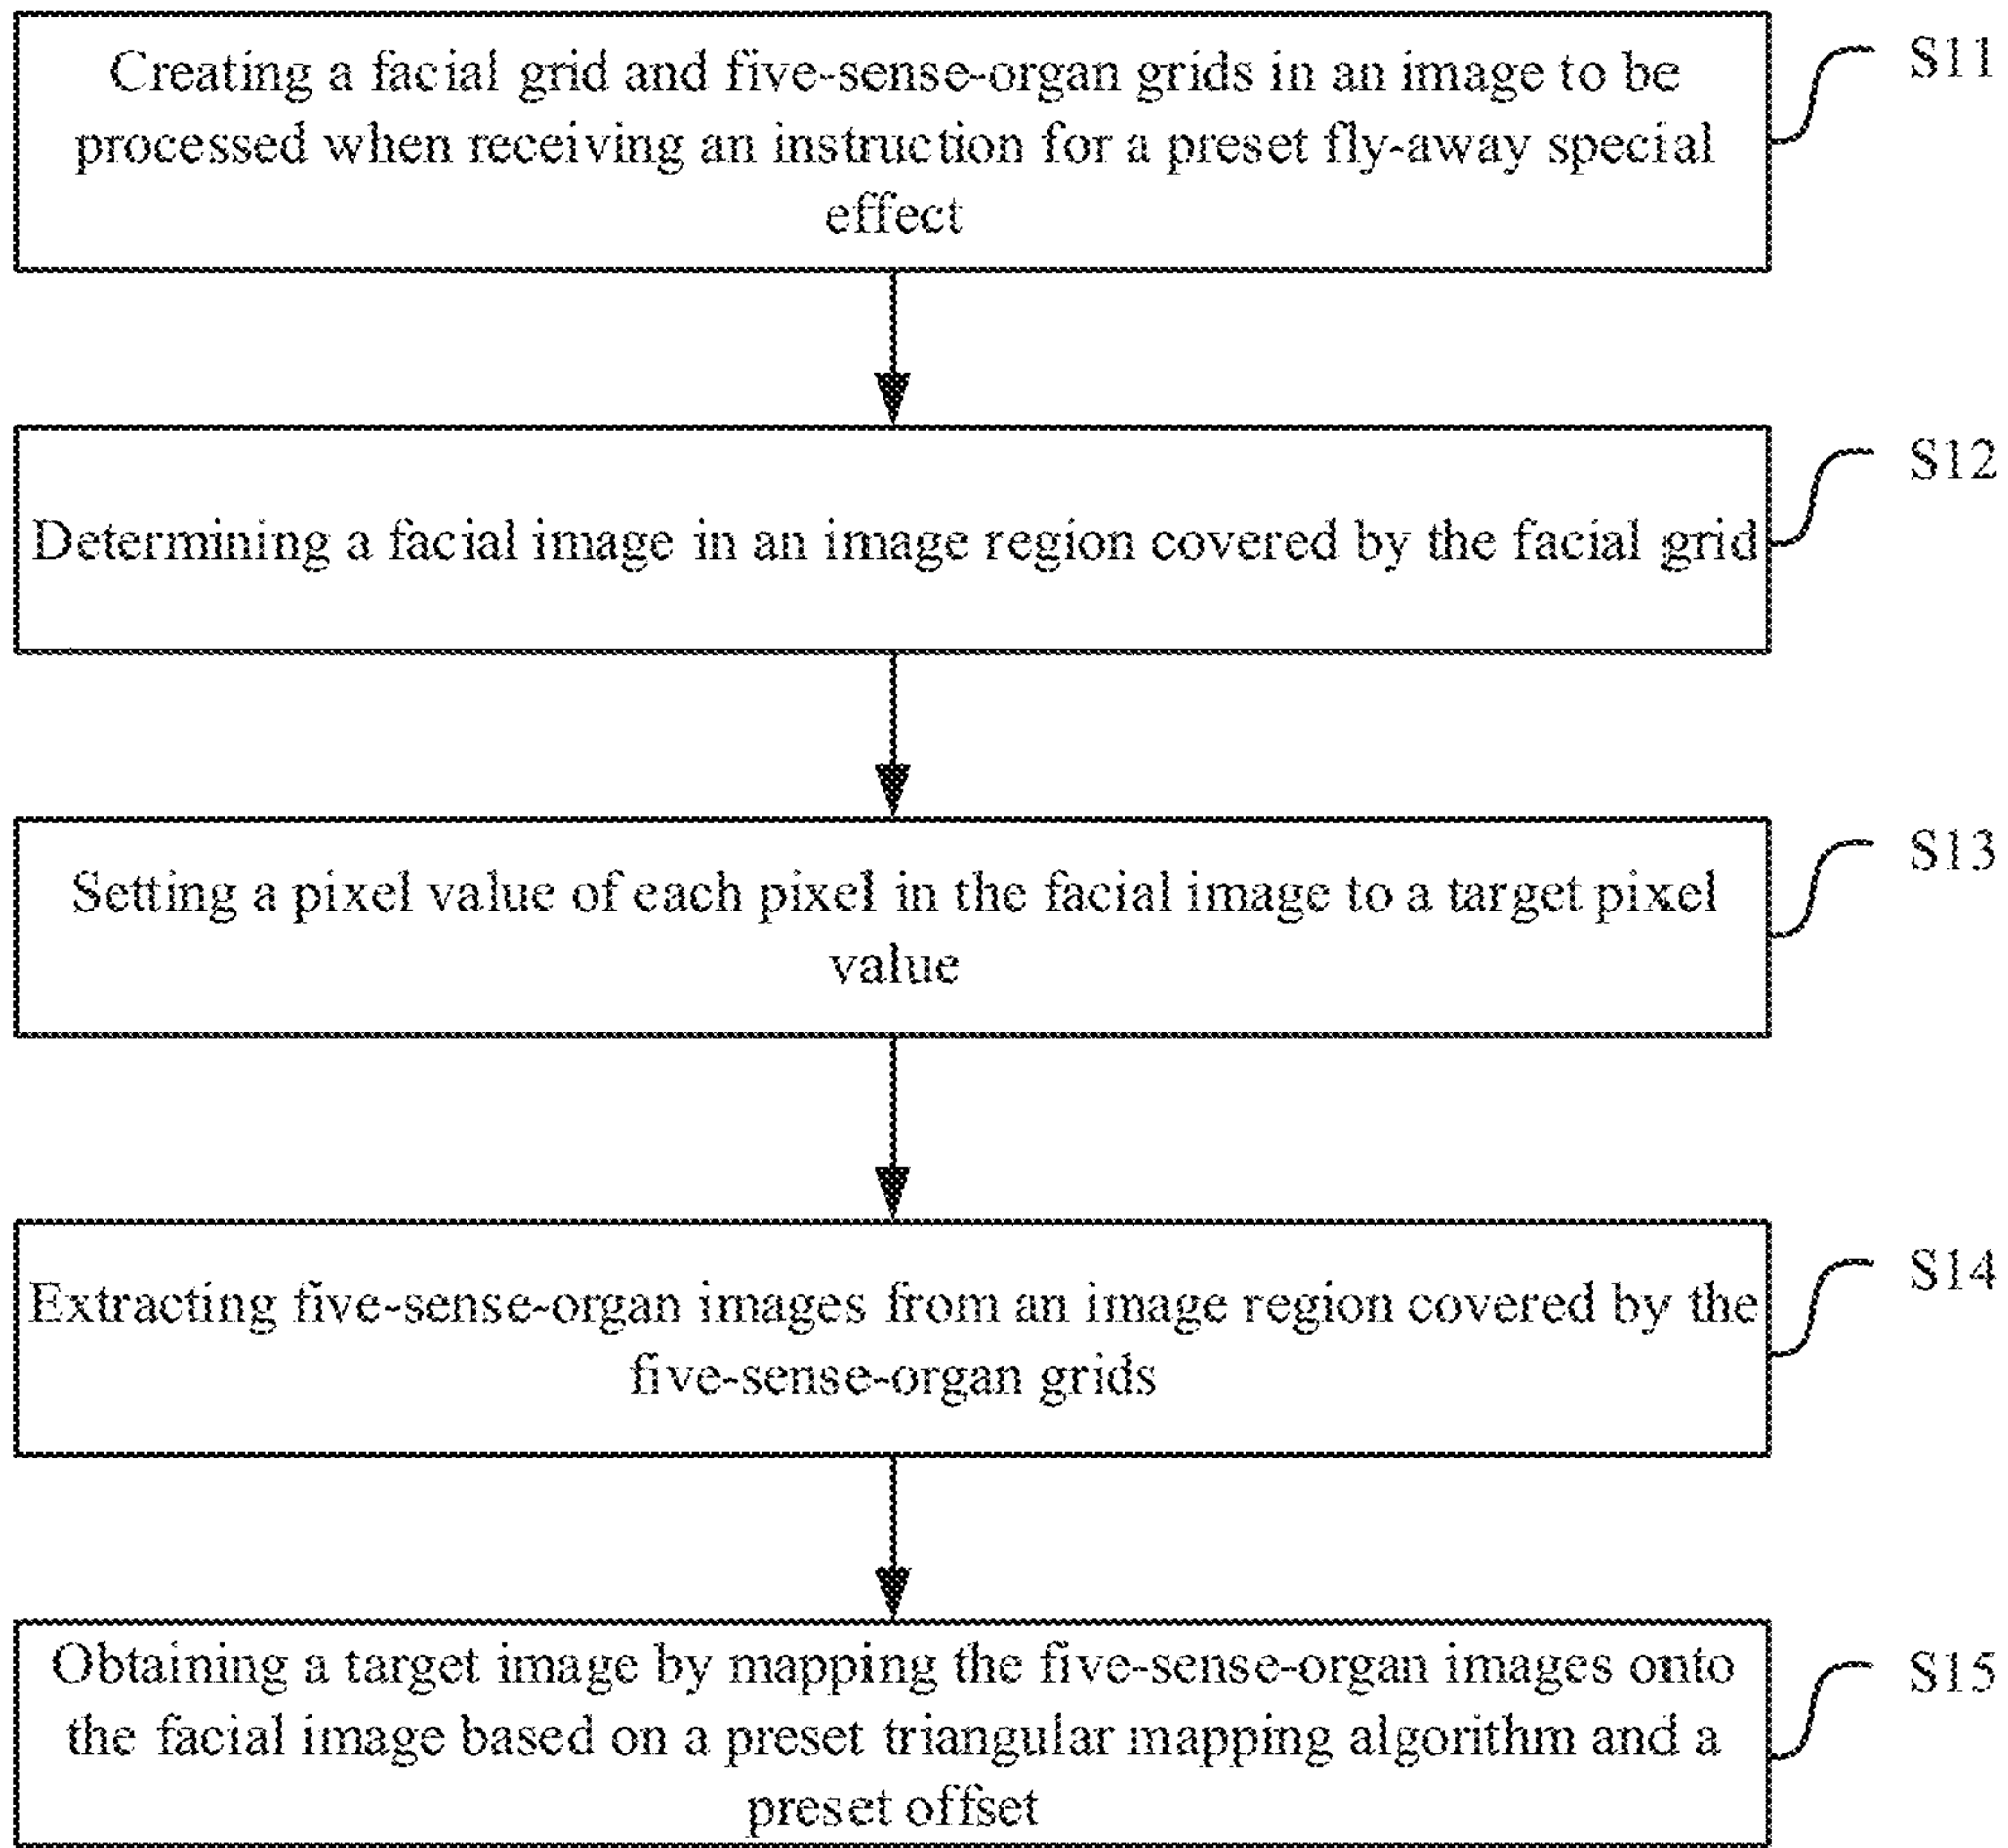 Creating a facial grid and five-sense-organ grids in an image to be
processed when receiving an instruction for a preset fly-away special
effect
S11
Determining a facial image in an image region covered by the facial grid
S12
Setting a pixel value of each pixel in the facial image to a target pixel
value
S13
Extracting five-sense-organ images from an image region covered by the
five-sense-organ grids
S14
Obtaining a target image by mapping the five-sense-organ images onto
the facial image based on a preset triangular mapping algorithm and a
preset offset
S15